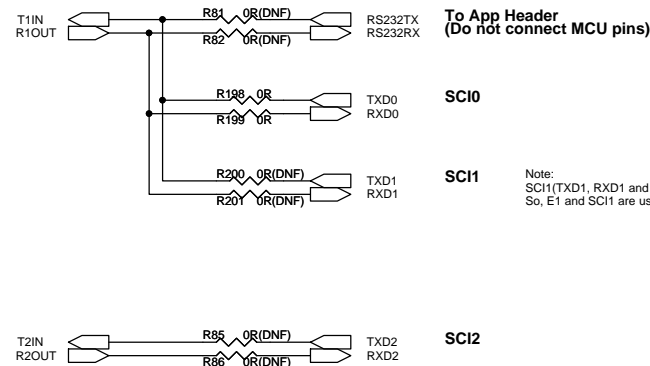 T1IN R81 0R(DNF) RS232TX To App Header
R1OUT R82 0R(DNF) RS232RX (Do not connect MCU pins)
R198 0R TXD0 SCI0
R199 0R RXD0
R200 0R(DNF) TXD1 SCI1 Note:
R201 0R(DNF) RXD1 SCI1(TXD1, RXD1 and
So, E1 and SCI1 are us
T2IN R85 0R(DNF) TXD2 SCI2
R2OUT R86 0R(DNF) RXD2